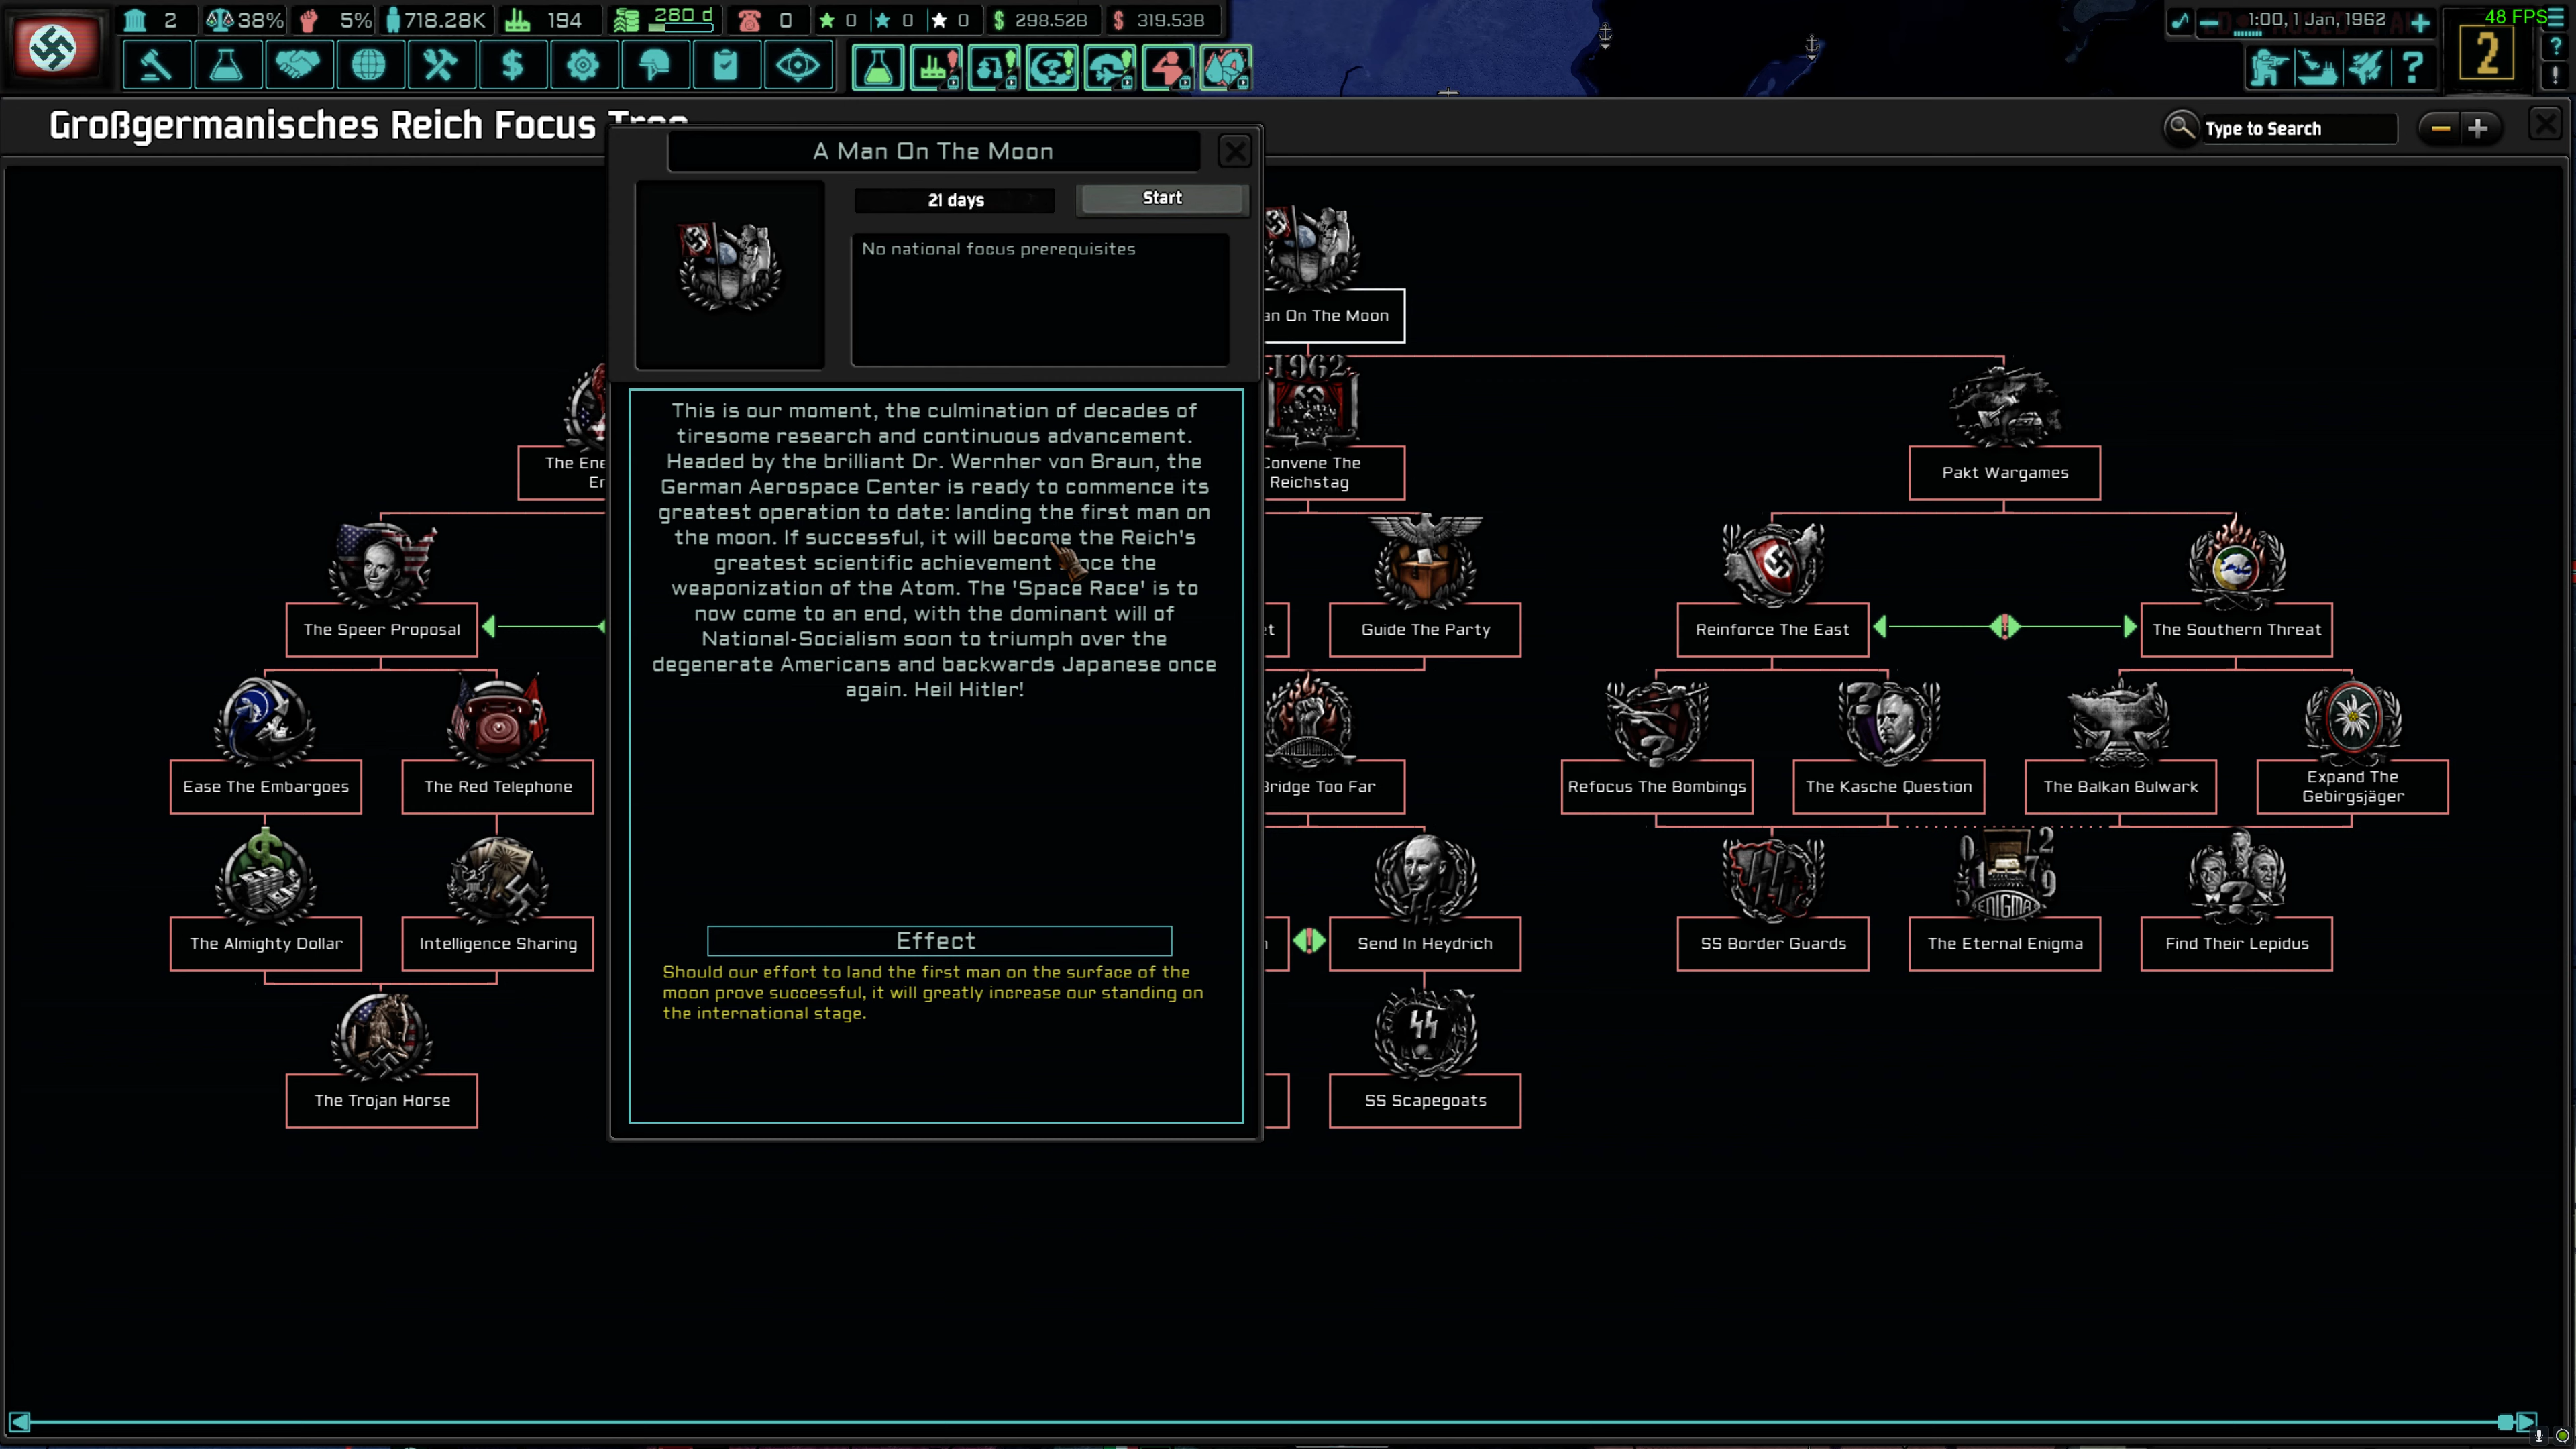 2 38% 5% 718.28K 194 280 d 0 0 0 0 $ 298.52B $ 319.53B
1:00, 1 Jan, 1962
48 FPS
2
Großgermanisches Reich Focus Tree
Type to Search
A Man On The Moon
21 days
Start
No national focus prerequisites
This is our moment, the culmination of decades of
tiresome research and continuous advancement.
Headed by the brilliant Dr. Wernher von Braun, the
German Aerospace Center is ready to commence its
greatest operation to date: landing the first man on
the moon. If successful, it will become the Reich's
greatest scientific achievement since the
weaponization of the Atom. The 'Space Race' is to
now come to an end, with the dominant will of
National-Socialism soon to triumph over the
degenerate Americans and backwards Japanese once
again. Heil Hitler!
Effect
Should our effort to land the first man on the surface of the
moon prove successful, it will greatly increase our standing on
the international stage.
an On The Moon
The Ene
Er
1962
Convene The
Reichstag
Pakt Wargames
The Speer Proposal
et
Guide The Party
Reinforce The East
The Southern Threat
Ease The Embargoes
The Red Telephone
Bridge Too Far
Refocus The Bombings
The Kasche Question
The Balkan Bulwark
Expand The
Gebirgsjäger
The Almighty Dollar
Intelligence Sharing
n
Send In Heydrich
SS Border Guards
ENIGMA
The Eternal Enigma
Find Their Lepidus
The Trojan Horse
SS Scapegoats